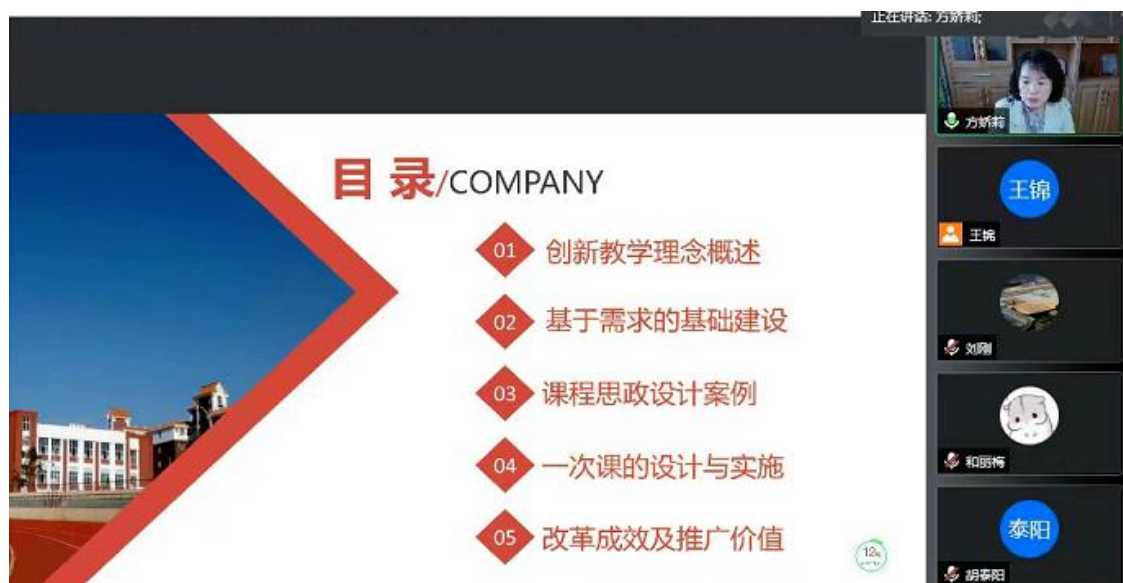 正在讲话: 方娇莉;
目 录/COMPANY
01 创新教学理念概述
02 基于需求的基础建设
03 课程思政设计案例
04 一次课的设计与实施
05 改革成效及推广价值
方娇莉
王锦
王锦
刘刚
和丽梅
泰阳
胡泰阳